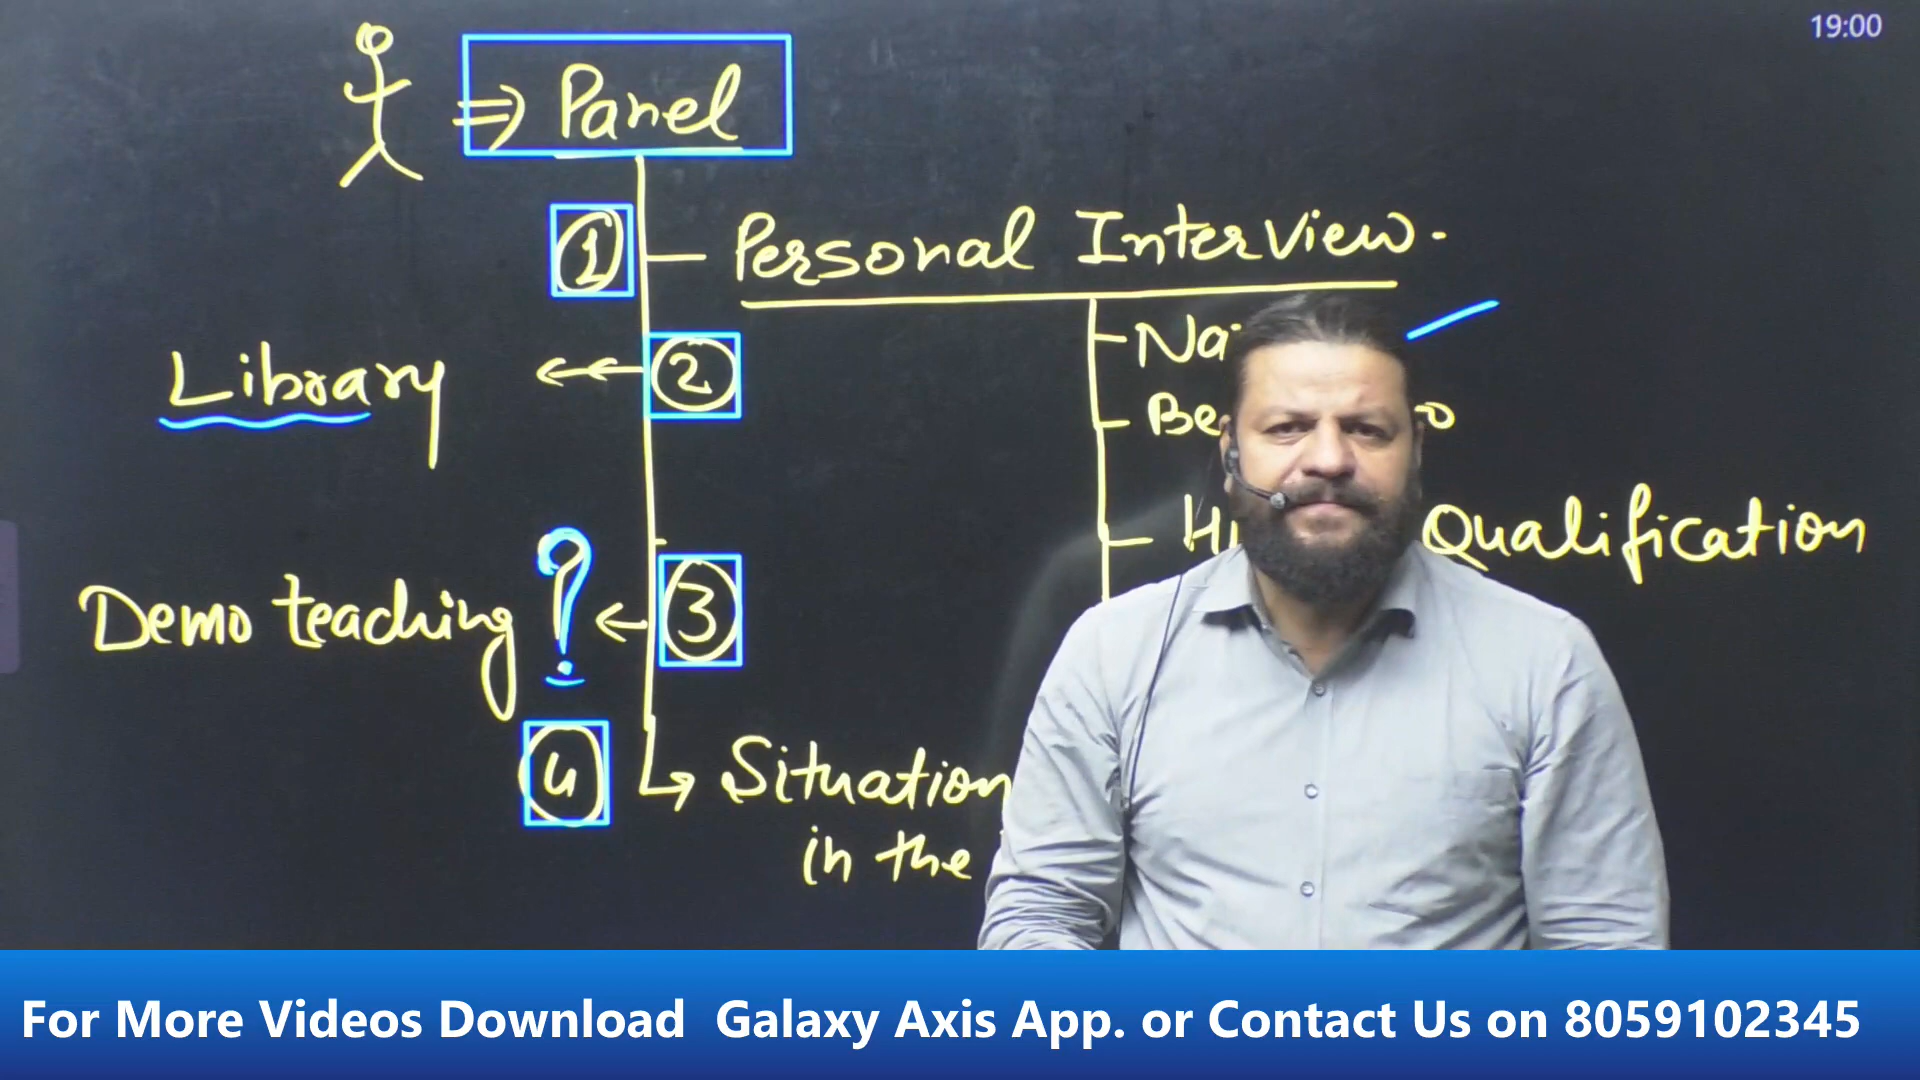 19:00
⇒ Panel
1 Personal Interview.
Library 2
Qualification
Demo teaching ? 3
4 Situation
in the
For More Videos Download Galaxy Axis App. or Contact Us on 8059102345